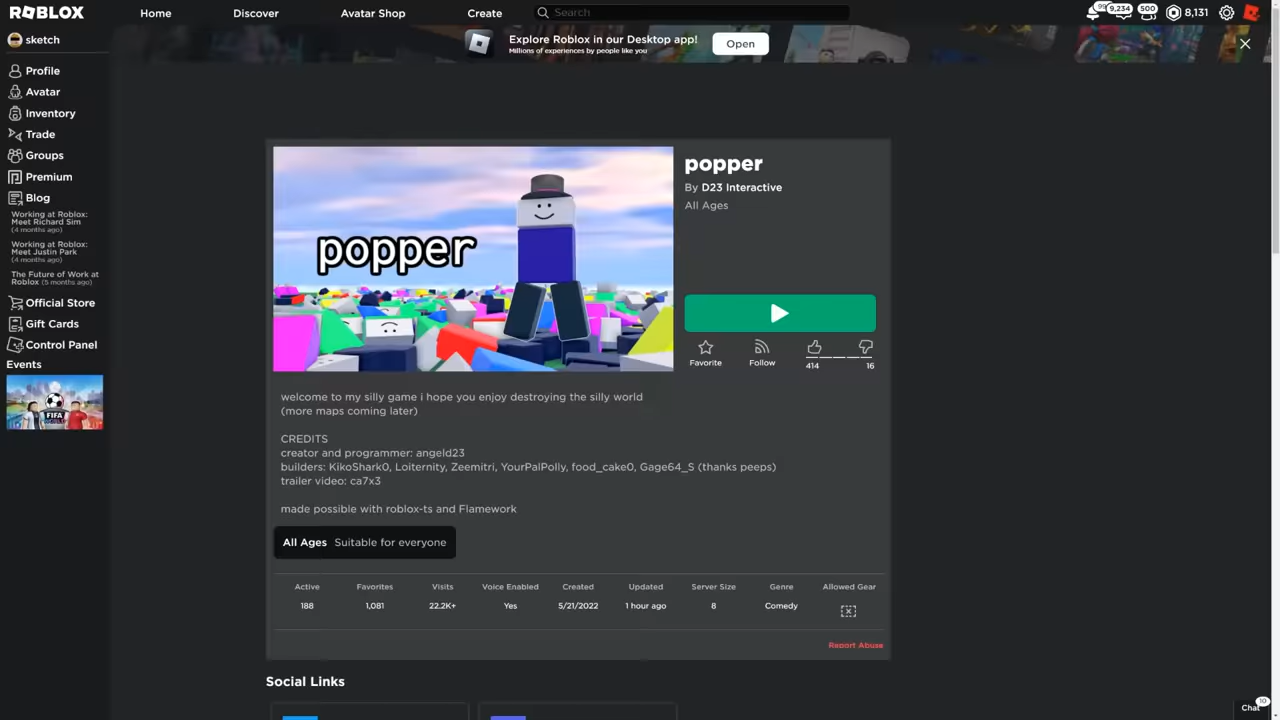 ROBLOX
Home
Discover
Avatar Shop
Create
Search
99
9,234
500
8,131
sketch
Explore Roblox in our Desktop app!
Millions of experiences by people like you
Open
Profile
Avatar
Inventory
Trade
Groups
Premium
Blog
Working at Roblox:
Meet Richard Sim
(4 months ago)
Working at Roblox:
Meet Justin Park
(4 months ago)
The Future of Work at
Roblox (5 months ago)
Official Store
Gift Cards
Control Panel
Events
FIFA
popper
popper
By D23 Interactive
All Ages
Favorite
Follow
414
16
welcome to my silly game i hope you enjoy destroying the silly world
(more maps coming later)
CREDITS
creator and programmer: angeld23
builders: KikoShark0, Loiternity, Zeemitri, YourPalPolly, food_cake0, Gage64_S (thanks peeps)
trailer video: ca7x3
made possible with roblox-ts and Flamework
All Ages Suitable for everyone
Active Favorites Visits Voice Enabled Created Updated Server Size Genre Allowed Gear
188 1,081 22.2K+ Yes 5/21/2022 1 hour ago 8 Comedy
Report Abuse
Social Links
Chat
10